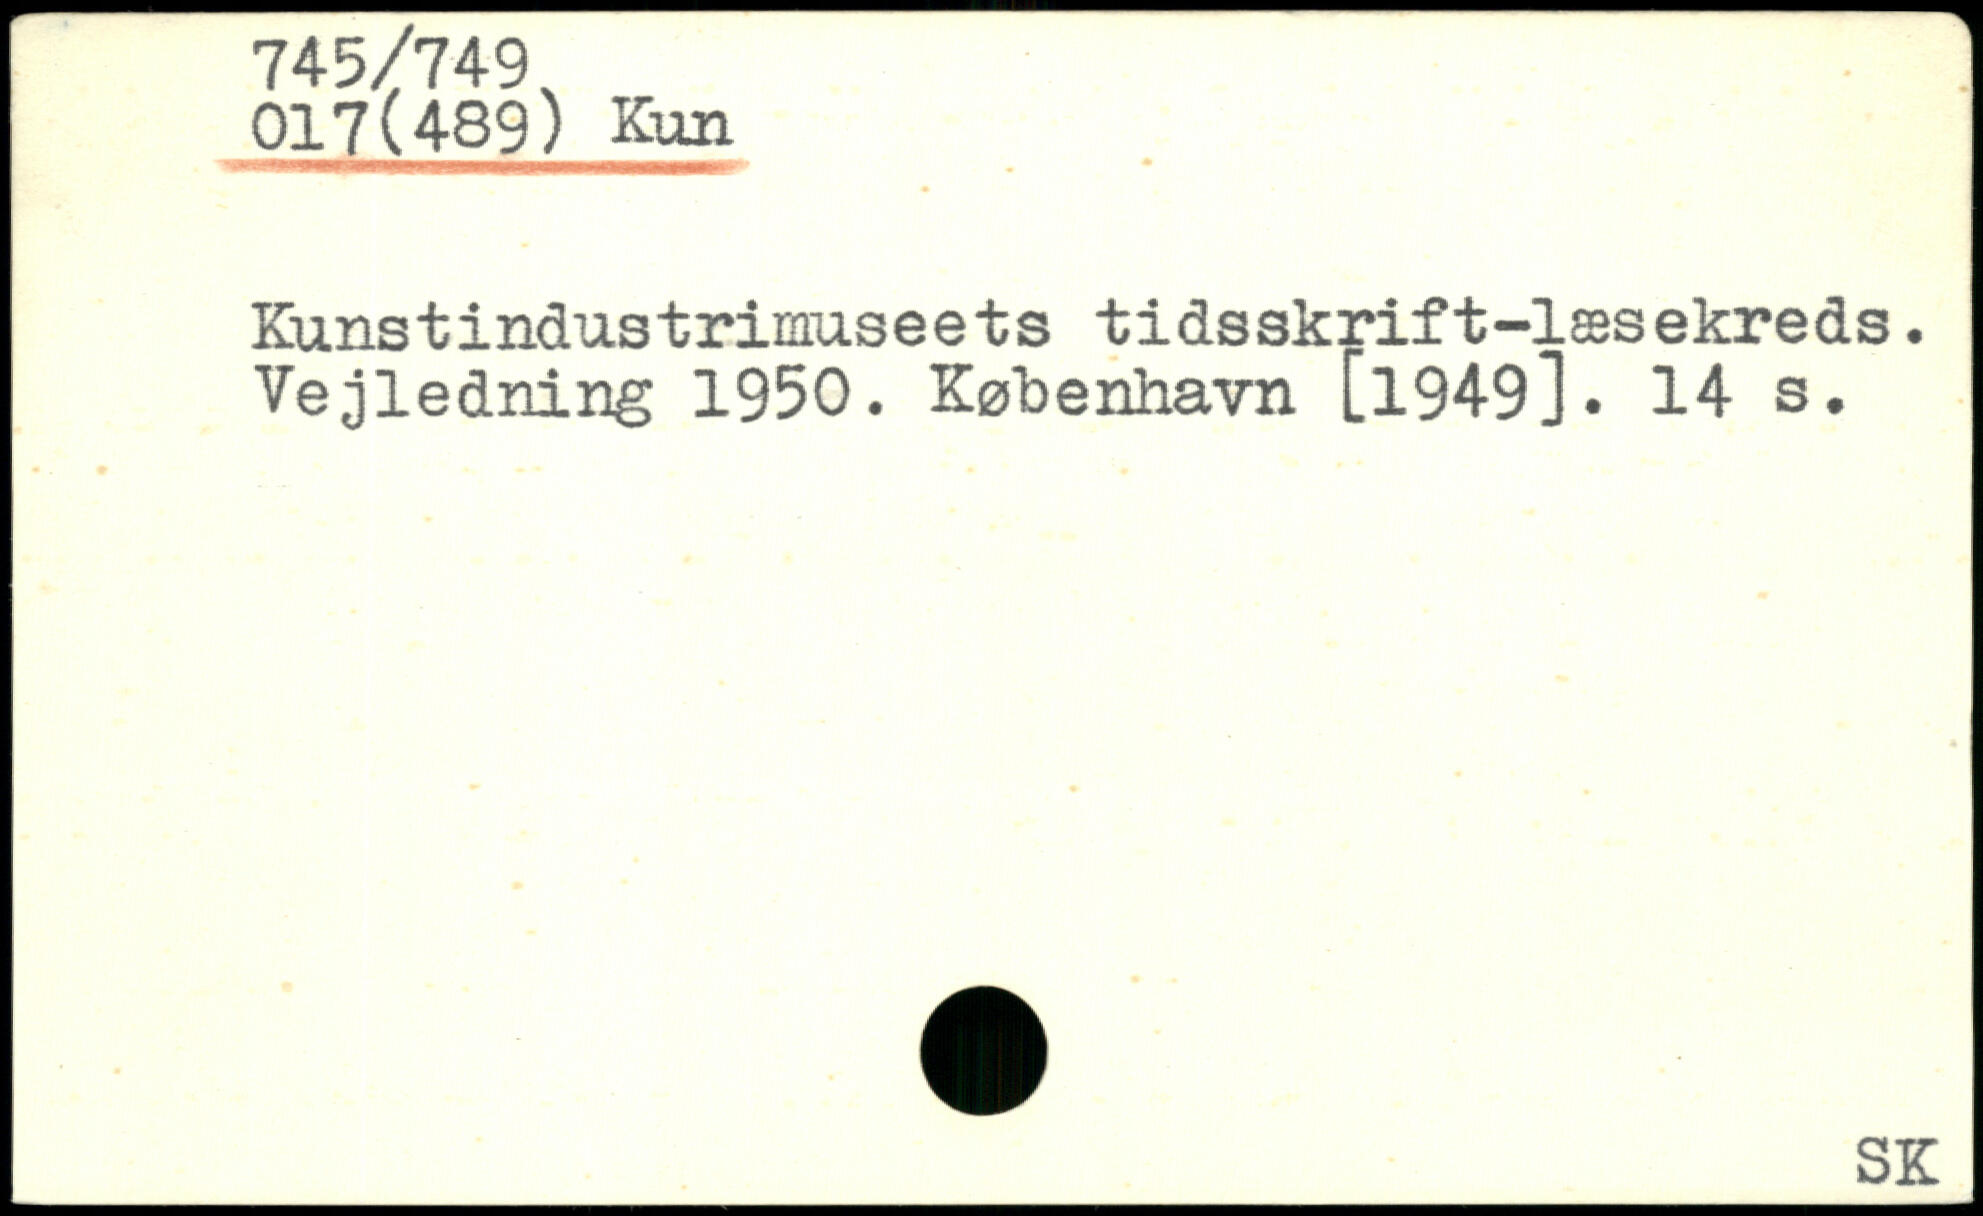 745/749
017(489) Kun
Kunstindustrimuseets tidsskrift-læsekreds.
Vejledning 1950. København [1949]. 14 s.
SK